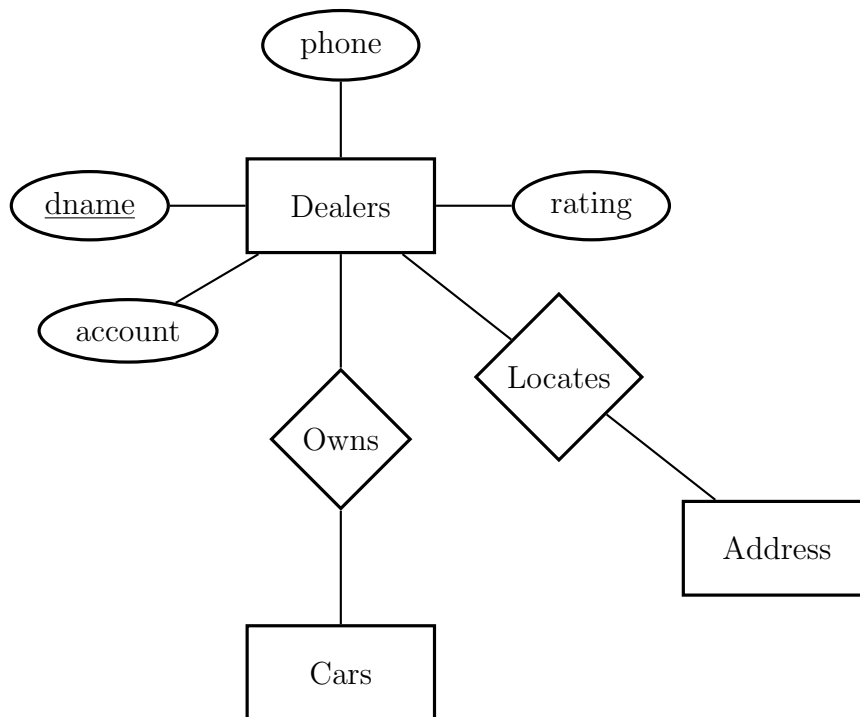 phone
dname
Dealers
rating
account
Locates
Owns
Address
Cars